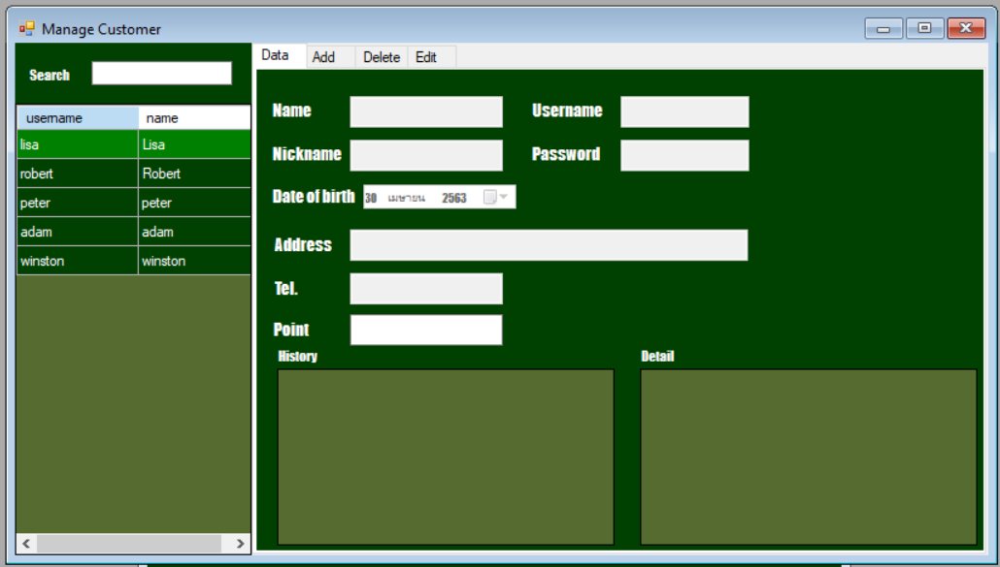 Manage Customer
Data Add Delete Edit
Search
username name
lisa Lisa
robert Robert
peter peter
adam adam
winston winston
Name Username
Nickname Password
Date of birth 30 เมษายน 2563
Address
Tel.
Point
History Detail